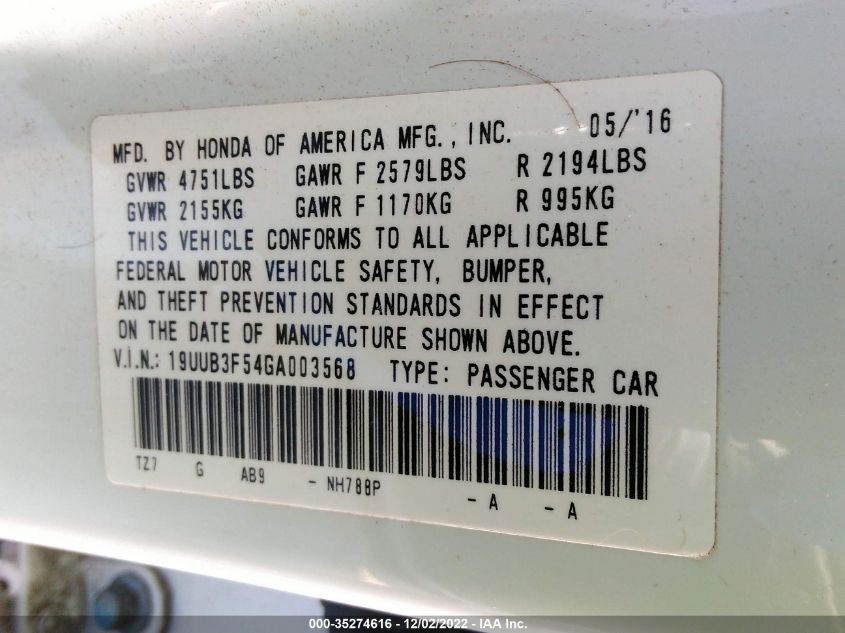 MFD. BY HONDA OF AMERICA MFG., INC. 05/'16
GVWR 4751LBS GAWR F 2579LBS R 2194LBS
GVWR 2155KG GAWR F 1170KG R 995KG
THIS VEHICLE CONFORMS TO ALL APPLICABLE
FEDERAL MOTOR VEHICLE SAFETY, BUMPER,
AND THEFT PREVENTION STANDARDS IN EFFECT
ON THE DATE OF MANUFACTURE SHOWN ABOVE.
V.I.N.: 19UUB3F54GA003568 TYPE: PASSENGER CAR
TZ7 G AB9 - NH788P - A - A
000-35274616 - 12/02/2022 - IAA Inc.